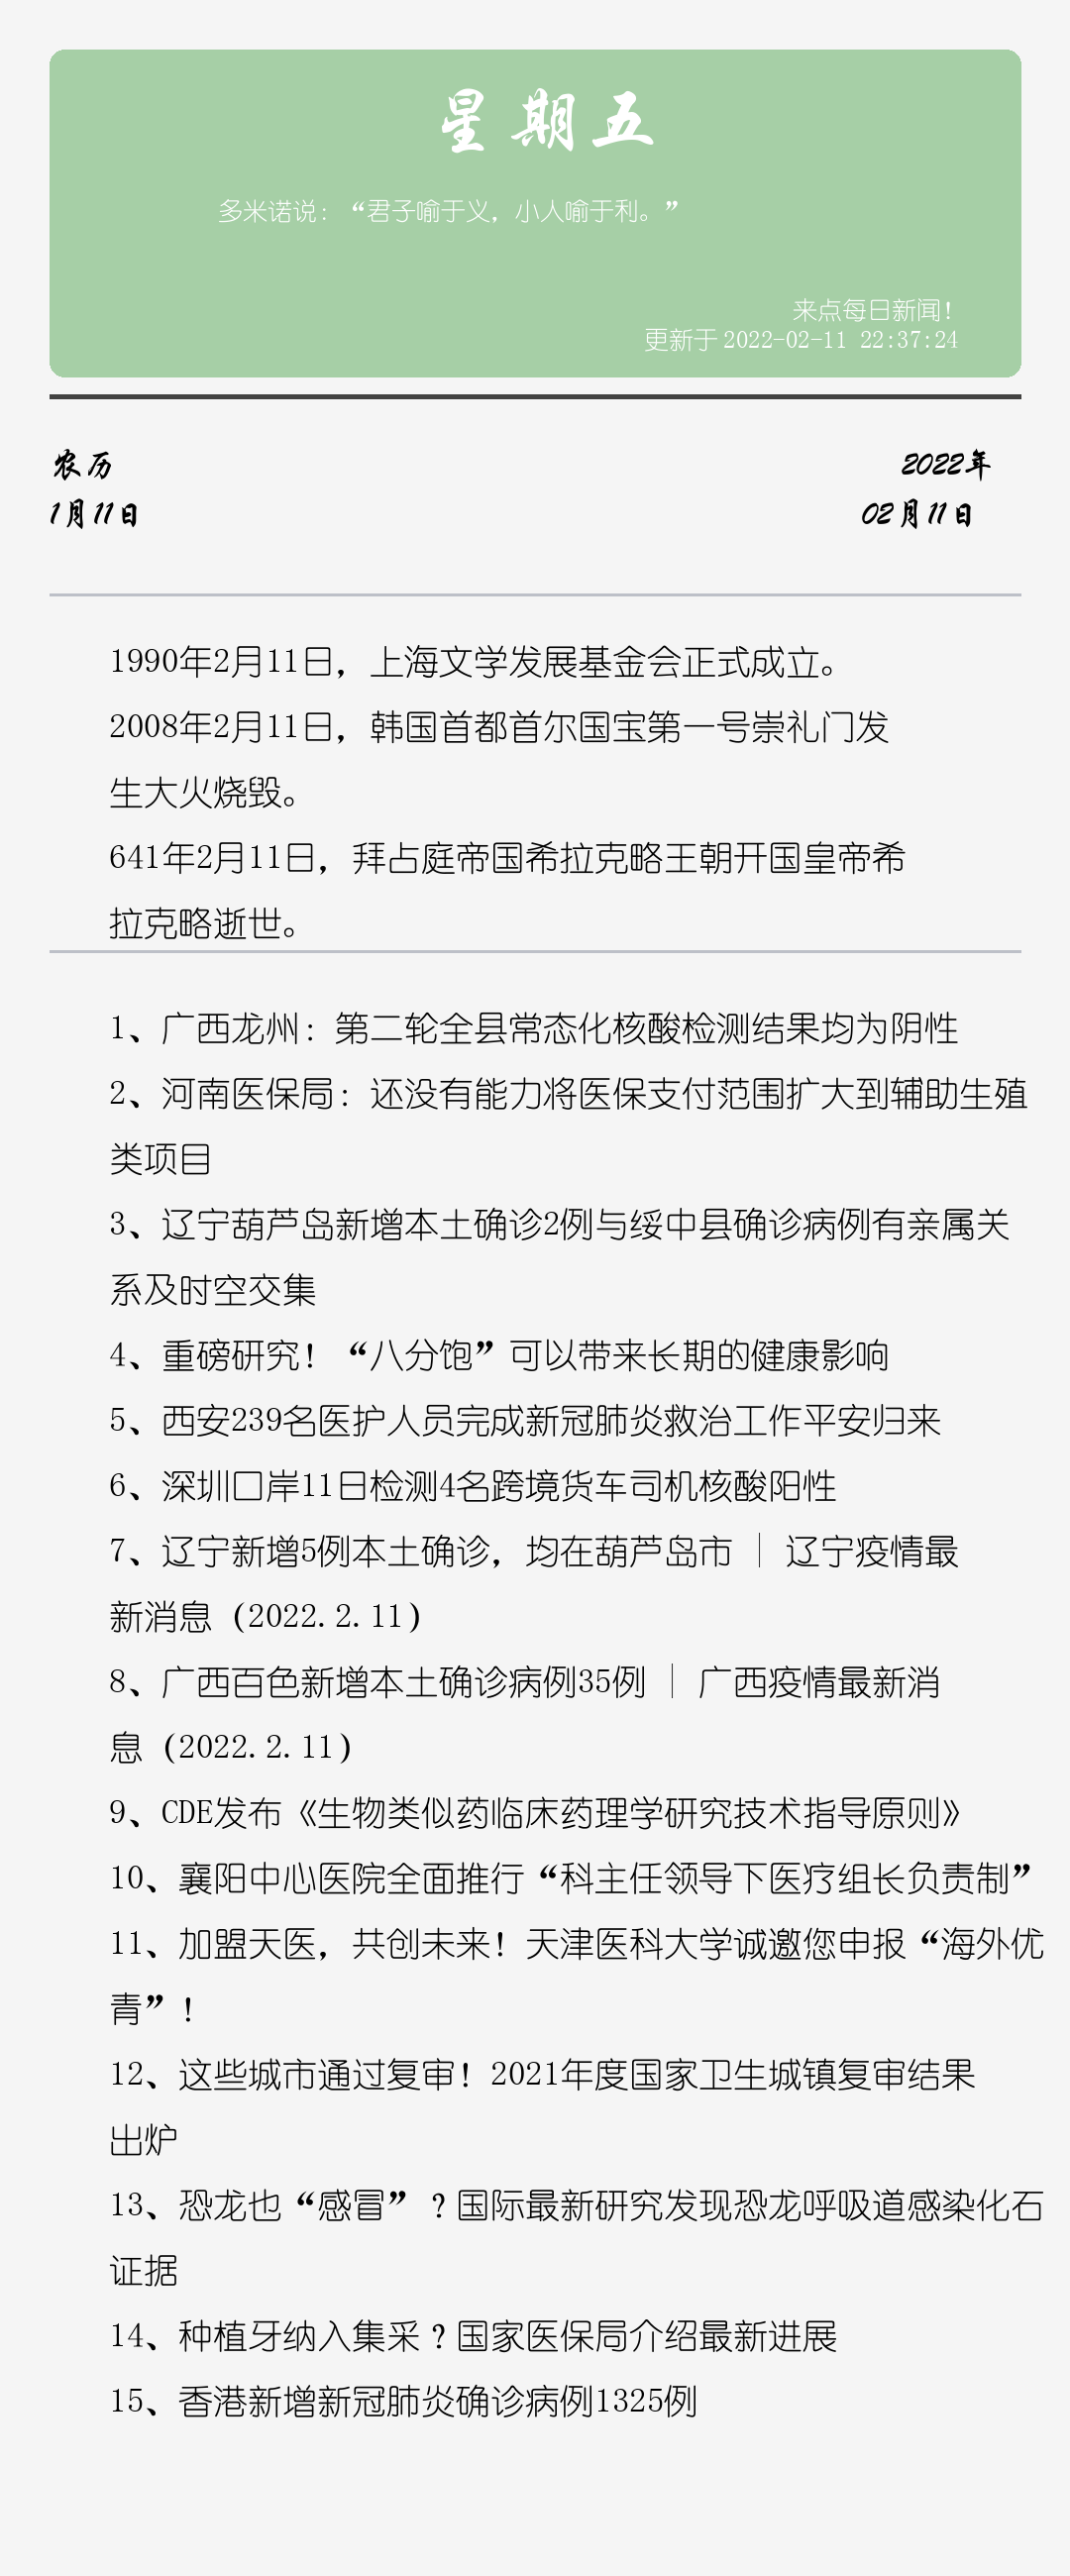 星期五
多米诺说：“君子喻于义，小人喻于利。”
来点每日新闻！
更新于 2022-02-11 22:37:24
农历
2022年
1月11日
02月11日
1990年2月11日，上海文学发展基金会正式成立。
2008年2月11日，韩国首都首尔国宝第一号崇礼门发
生大火烧毁。
641年2月11日，拜占庭帝国希拉克略王朝开国皇帝希
拉克略逝世。
1、广西龙州：第二轮全县常态化核酸检测结果均为阴性
2、河南医保局：还没有能力将医保支付范围扩大到辅助生殖
类项目
3、辽宁葫芦岛新增本土确诊2例与绥中县确诊病例有亲属关
系及时空交集
4、重磅研究！“八分饱”可以带来长期的健康影响
5、西安239名医护人员完成新冠肺炎救治工作平安归来
6、深圳口岸11日检测4名跨境货车司机核酸阳性
7、辽宁新增5例本土确诊，均在葫芦岛市 | 辽宁疫情最
新消息（2022.2.11）
8、广西百色新增本土确诊病例35例 | 广西疫情最新消
息（2022.2.11）
9、CDE发布《生物类似药临床药理学研究技术指导原则》
10、襄阳中心医院全面推行“科主任领导下医疗组长负责制”
11、加盟天医，共创未来！天津医科大学诚邀您申报“海外优
青”！
12、这些城市通过复审！2021年度国家卫生城镇复审结果
出炉
13、恐龙也“感冒”？国际最新研究发现恐龙呼吸道感染化石
证据
14、种植牙纳入集采？国家医保局介绍最新进展
15、香港新增新冠肺炎确诊病例1325例